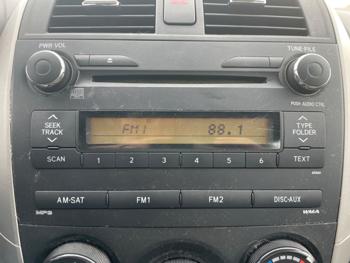 PWR VOL
TUNE·FILE
PUSH AUDIO CTRL
SEEK
TRACK
FM1 88.1
TYPE
FOLDER
SCAN 1 2 3 4 5 6 TEXT
AM·SAT FM1 FM2 DISC·AUX
MP3 WMA